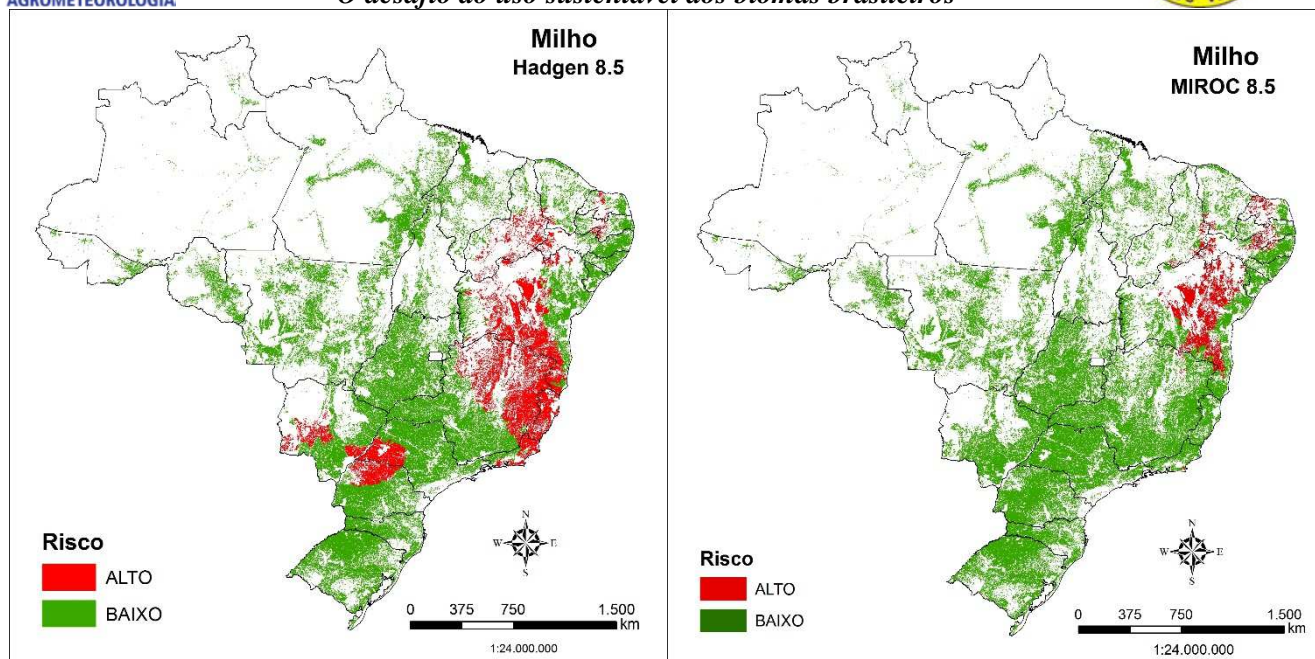 AGROMETEOROLOGIA
O desafio do uso sustentável dos biomas brasileiros
Milho
Hadgen 8.5
N
W E
S
Risco
ALTO
BAIXO
0 375 750 1.500
km
1:24.000.000
Milho
MIROC 8.5
N
W E
S
Risco
ALTO
BAIXO
0 375 750 1.500
km
1:24.000.000